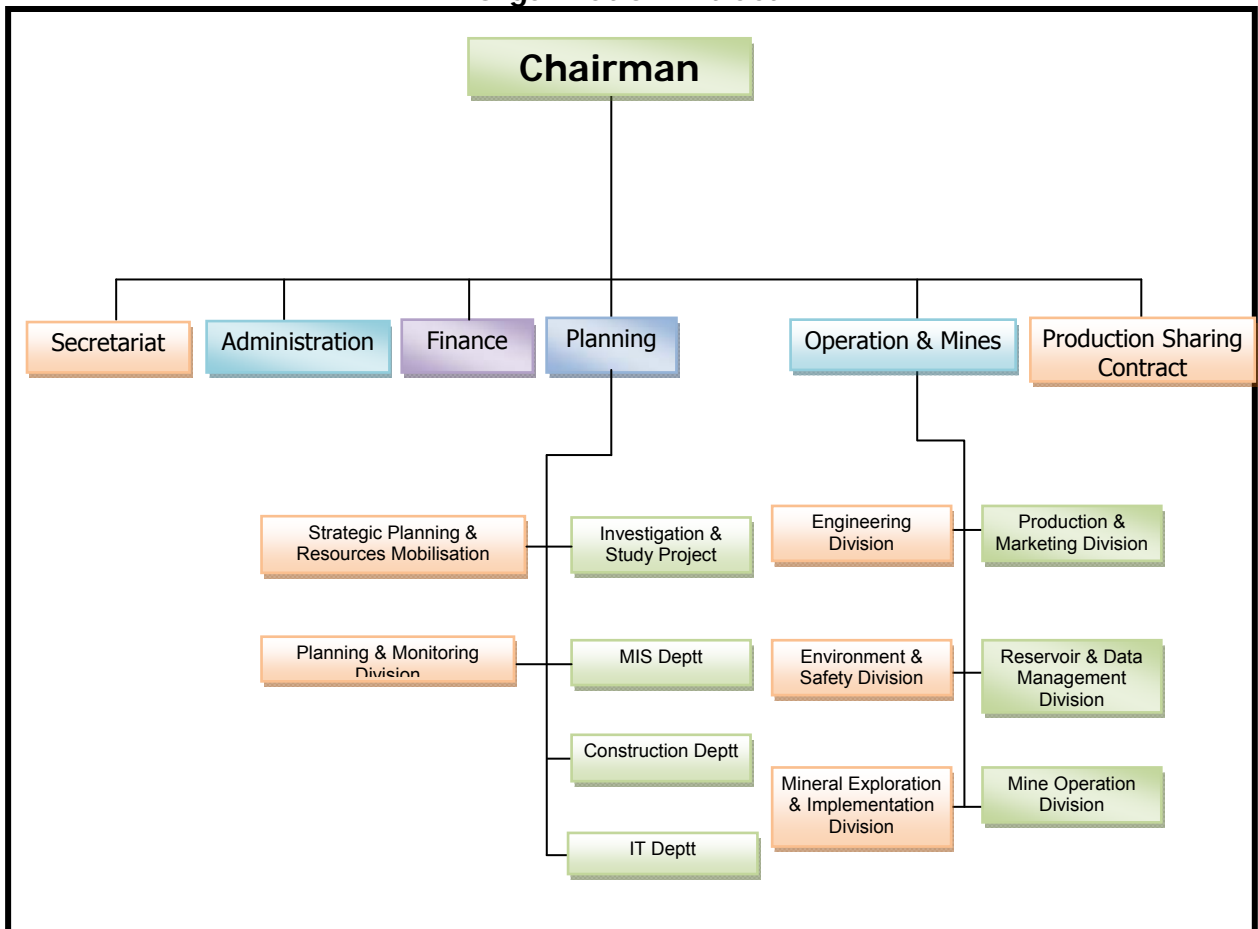 Chairman
Secretariat
Administration
Finance
Planning
Operation & Mines
Production Sharing
Contract
Strategic Planning &
Resources Mobilisation
Investigation &
Study Project
Engineering
Division
Production &
Marketing Division
Planning & Monitoring
Division
MIS Deptt
Environment &
Safety Division
Reservoir & Data
Management
Division
Construction Deptt
Mineral Exploration
& Implementation
Division
Mine Operation
Division
IT Deptt